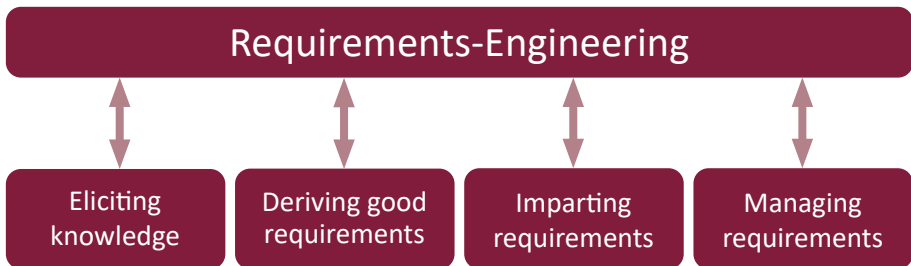 Requirements-Engineering
Eliciting
knowledge
Deriving good
requirements
Imparting
requirements
Managing
requirements